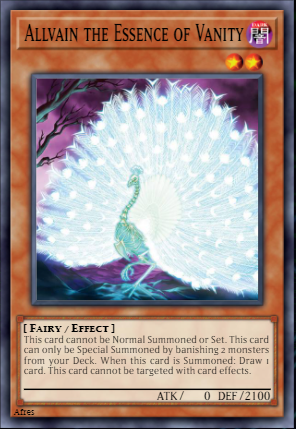 Allvain the Essence of Vanity
DARK
闇
[ Fairy / Effect ]
This card cannot be Normal Summoned or Set. This card
can only be Special Summoned by banishing 2 monsters
from your Deck. When this card is Summoned: Draw 1
card. This card cannot be targeted with card effects.
ATK/ 0 DEF/2100
Afres